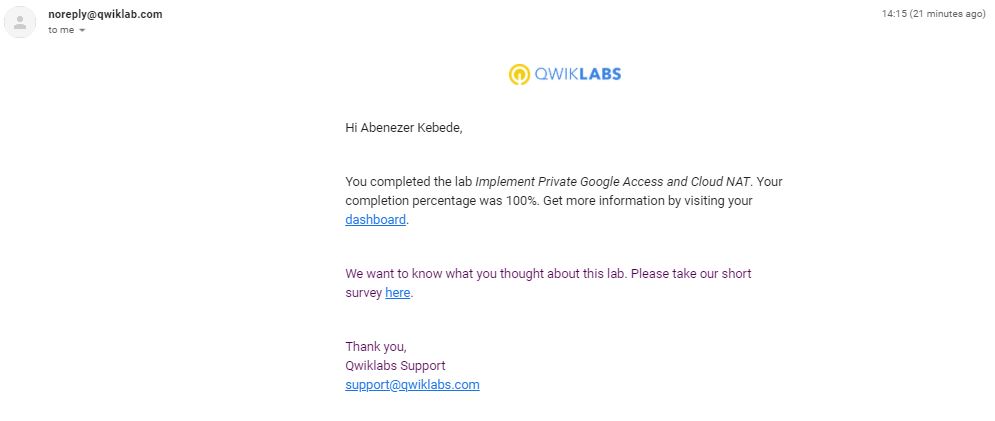 noreply@qwiklab.com
14:15 (21 minutes ago)
to me
QWIKLABS
Hi Abenezer Kebede,
You completed the lab Implement Private Google Access and Cloud NAT. Your
completion percentage was 100%. Get more information by visiting your
dashboard.
We want to know what you thought about this lab. Please take our short
survey here.
Thank you,
Qwiklabs Support
support@qwiklabs.com